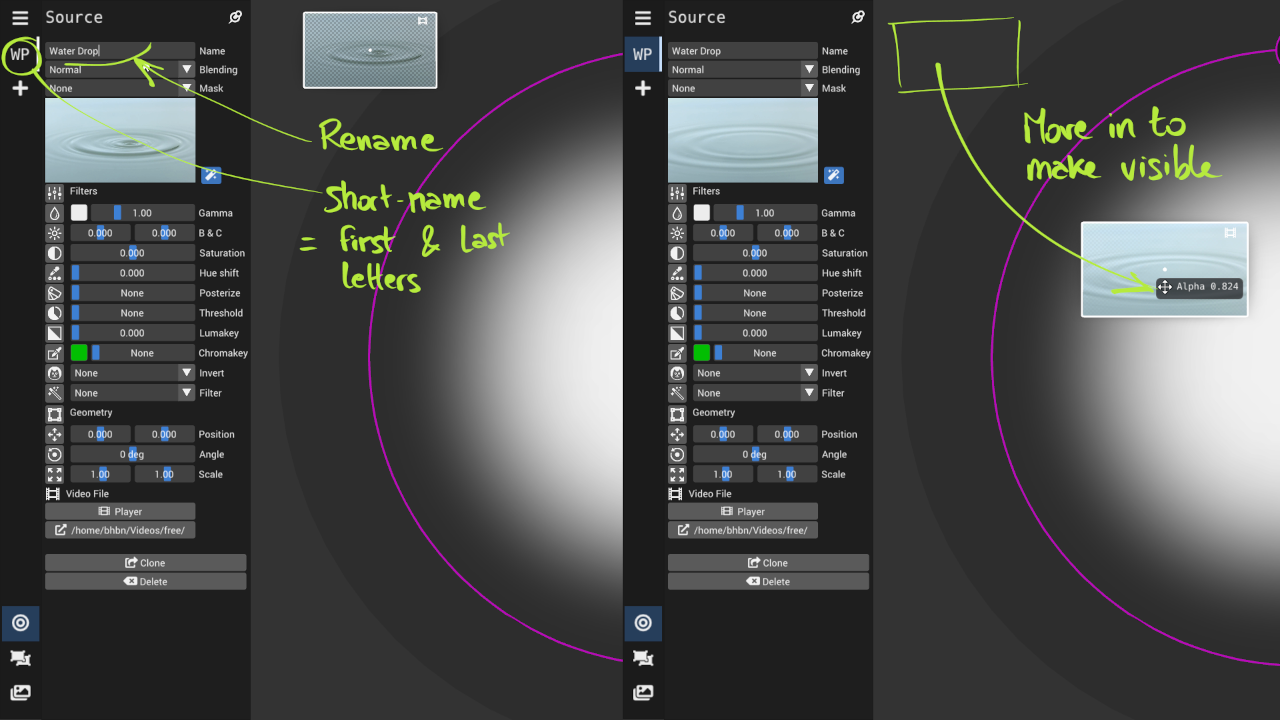 Source
WP
Water Drop
Name
Normal
Blending
None
Mask
Filters
1.00
Gamma
0.000
0.000
B & C
0.000
Saturation
0.000
Hue shift
None
Posterize
None
Threshold
0.000
Lumakey
None
Chromakey
None
Invert
None
Filter
Geometry
0.000
0.000
Position
0 deg
Angle
1.00
1.00
Scale
Video File
Player
/home/bhbn/Videos/free/
Clone
Delete
Rename
Short-name
= first & last
letters
Source
WP
Water Drop
Name
Normal
Blending
None
Mask
Filters
1.00
Gamma
0.000
0.000
B & C
0.000
Saturation
0.000
Hue shift
None
Posterize
None
Threshold
0.000
Lumakey
None
Chromakey
None
Invert
None
Filter
Geometry
0.000
0.000
Position
0 deg
Angle
1.00
1.00
Scale
Video File
Player
/home/bhbn/Videos/free/
Clone
Delete
Move in to
make visible
Alpha 0.824